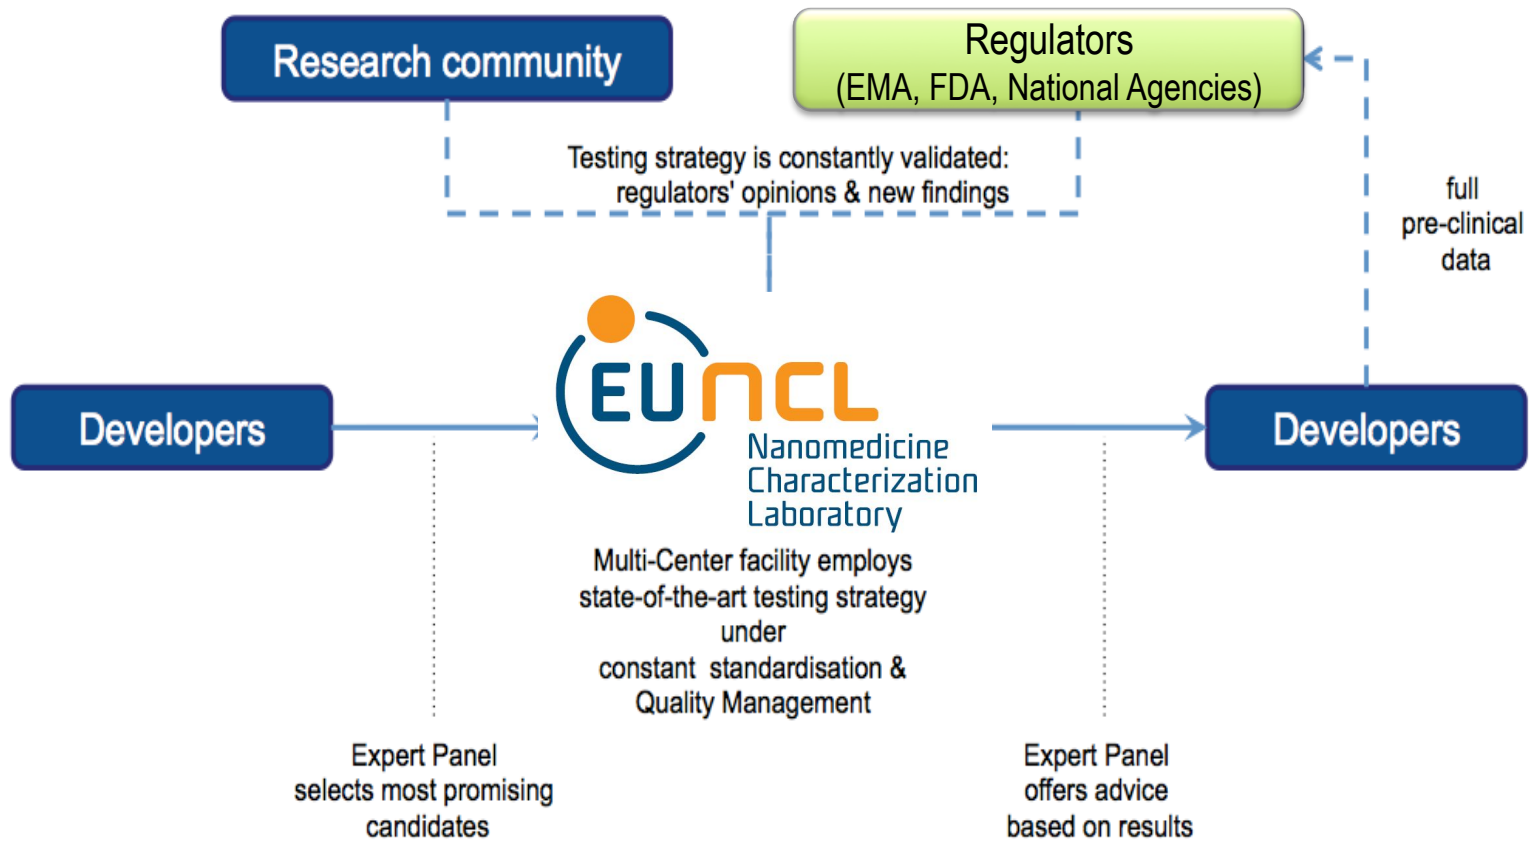 Research community
Regulators
(EMA, FDA, National Agencies)
Testing strategy is constantly validated:
regulators' opinions & new findings
full
pre-clinical
data
Developers
EUNCL
Nanomedicine
Characterization
Laboratory
Developers
Multi-Center facility employs
state-of-the-art testing strategy
under
constant standardisation &
Quality Management
Expert Panel
selects most promising
candidates
Expert Panel
offers advice
based on results